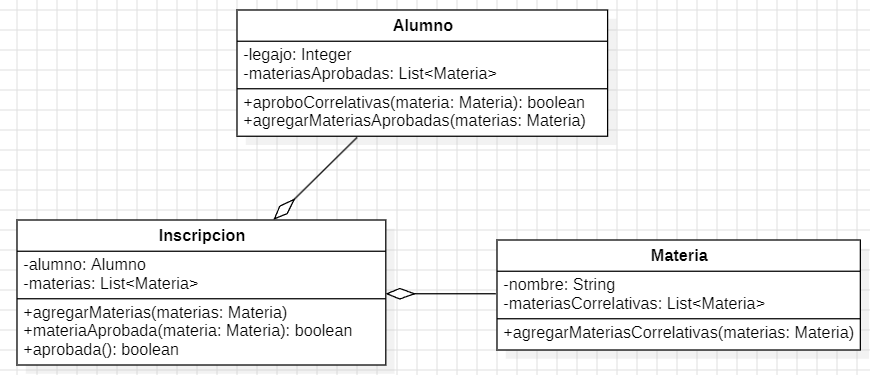 Alumno
-legajo: Integer
-materiasAprobadas: List<Materia>
+aproboCorrelativas(materia: Materia): boolean
+agregarMateriasAprobadas(materias: Materia)
Inscripcion
-alumno: Alumno
-materias: List<Materia>
+agregarMaterias(materias: Materia)
+materiaAprobada(materia: Materia): boolean
+aprobada(): boolean
Materia
-nombre: String
-materiasCorrelativas: List<Materia>
+agregarMateriasCorrelativas(materias: Materia)